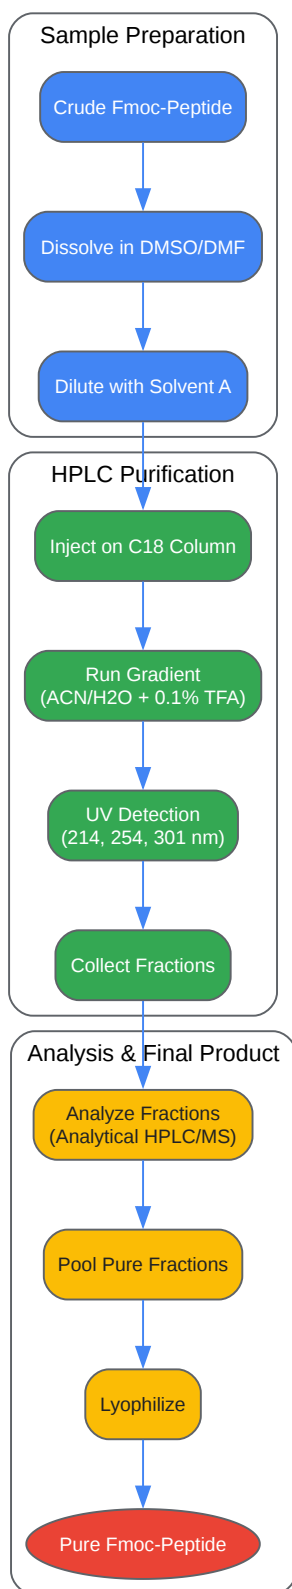 Sample Preparation
Crude Fmoc-Peptide
Dissolve in DMSO/DMF
Dilute with Solvent A
HPLC Purification
Inject on C18 Column
Run Gradient
(ACN/H2O + 0.1% TFA)
UV Detection
(214, 254, 301 nm)
Collect Fractions
Analysis & Final Product
Analyze Fractions
(Analytical HPLC/MS)
Pool Pure Fractions
Lyophilize
Pure Fmoc-Peptide